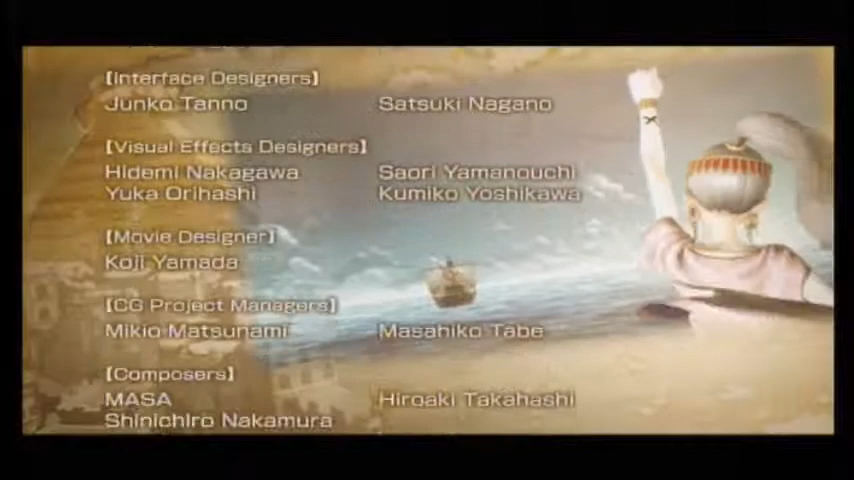 [Interface Designers]
Junko Tanno Satsuki Nagano
[Visual Effects Designers]
Hidemi Nakagawa Saori Yamanouchi
Yuka Orihashi Kumiko Yoshikawa
[Movie Designer]
Koji Yamada
[CG Project Managers]
Mikio Matsunami Masahiko Tabe
[Composers]
MASA Hiroaki Takahashi
Shinichiro Nakamura